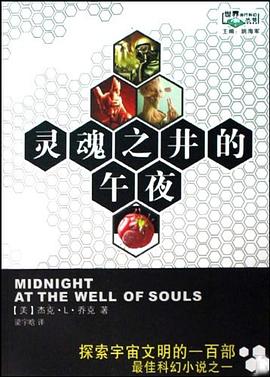 世界
流行科幻
丛书
主编：姚海军
灵魂之井的
午夜
MIDNIGHT
AT THE WELL OF SOULS
【美】杰克·L·乔克 著
梁宇晗 译
探索宇宙文明的一百部
最佳科幻小说之一